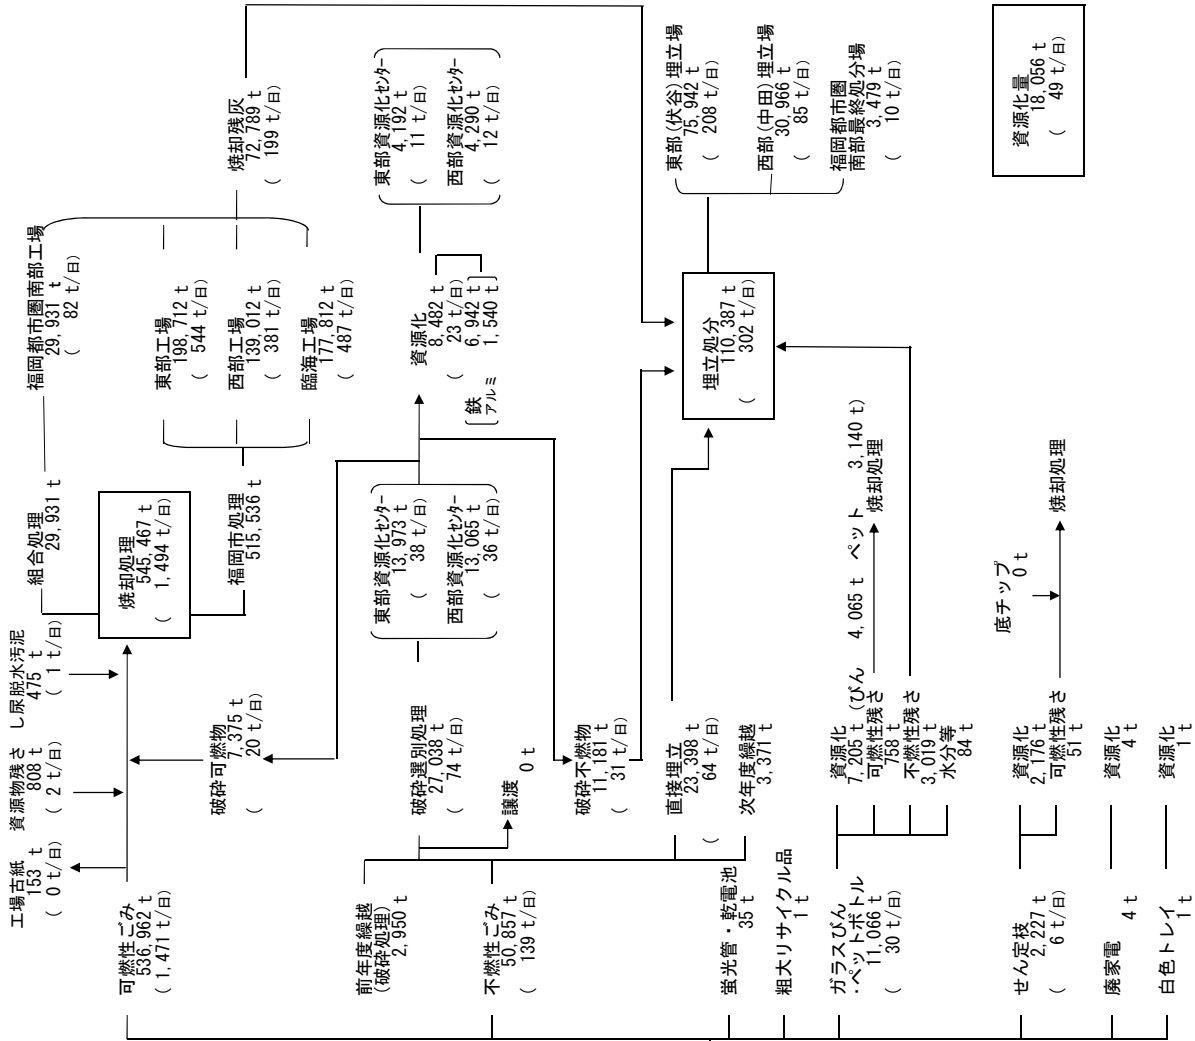 工場古紙
153 t
( 0 t/日)
資源物残さ
808 t
( 2 t/日)
し尿脱水汚泥
475 t
( 1 t/日)
可燃性ごみ
536,962 t
( 1,471 t/日)
焼却処理
545,467 t
( 1,494 t/日)
組合処理
29,931 t
福岡都市圏南部工場
29,931 t
( 82 t/日)
福岡市処理
515,536 t
東部工場
198,712 t
( 544 t/日)
西部工場
139,012 t
( 381 t/日)
臨海工場
177,812 t
( 487 t/日)
焼却残灰
72,789 t
( 199 t/日)
破砕可燃物
7,375 t
( 20 t/日)
前年度繰越
(破砕処理)
2,950 t
不燃性ごみ
50,857 t
( 139 t/日)
破砕選別処理
27,038 t
( 74 t/日)
譲渡
0 t
東部資源化センター
13,973 t
( 38 t/日)
西部資源化センター
13,065 t
( 36 t/日)
資源化
8,482 t
( 23 t/日)
鉄 6,942 t
アルミ 1,540 t
東部資源化センター
4,192 t
( 11 t/日)
西部資源化センター
4,290 t
( 12 t/日)
破砕不燃物
11,181 t
( 31 t/日)
直接埋立
23,398 t
( 64 t/日)
次年度繰越
3,371 t
埋立処分
110,387 t
( 302 t/日)
東部(伏谷)埋立場
75,942 t
( 208 t/日)
西部(中田)埋立場
30,966 t
( 85 t/日)
福岡都市圏
南部最終処分場
3,479 t
( 10 t/日)
蛍光管・乾電池
35 t
粗大リサイクル品
1 t
ガラスびん
・ペットボトル
11,066 t
( 30 t/日)
資源化
7,205 t (びん 4,065 t ペット 3,140 t)
可燃性残さ
758 t
焼却処理
不燃性残さ
3,019 t
水分等
84 t
せん定枝
2,227 t
( 6 t/日)
資源化
2,176 t
可燃性残さ
51 t
底チップ
0 t
焼却処理
廃家電
4 t
資源化
4 t
白色トレイ
1 t
資源化
1 t
資源化量
18,056 t
( 49 t/日)